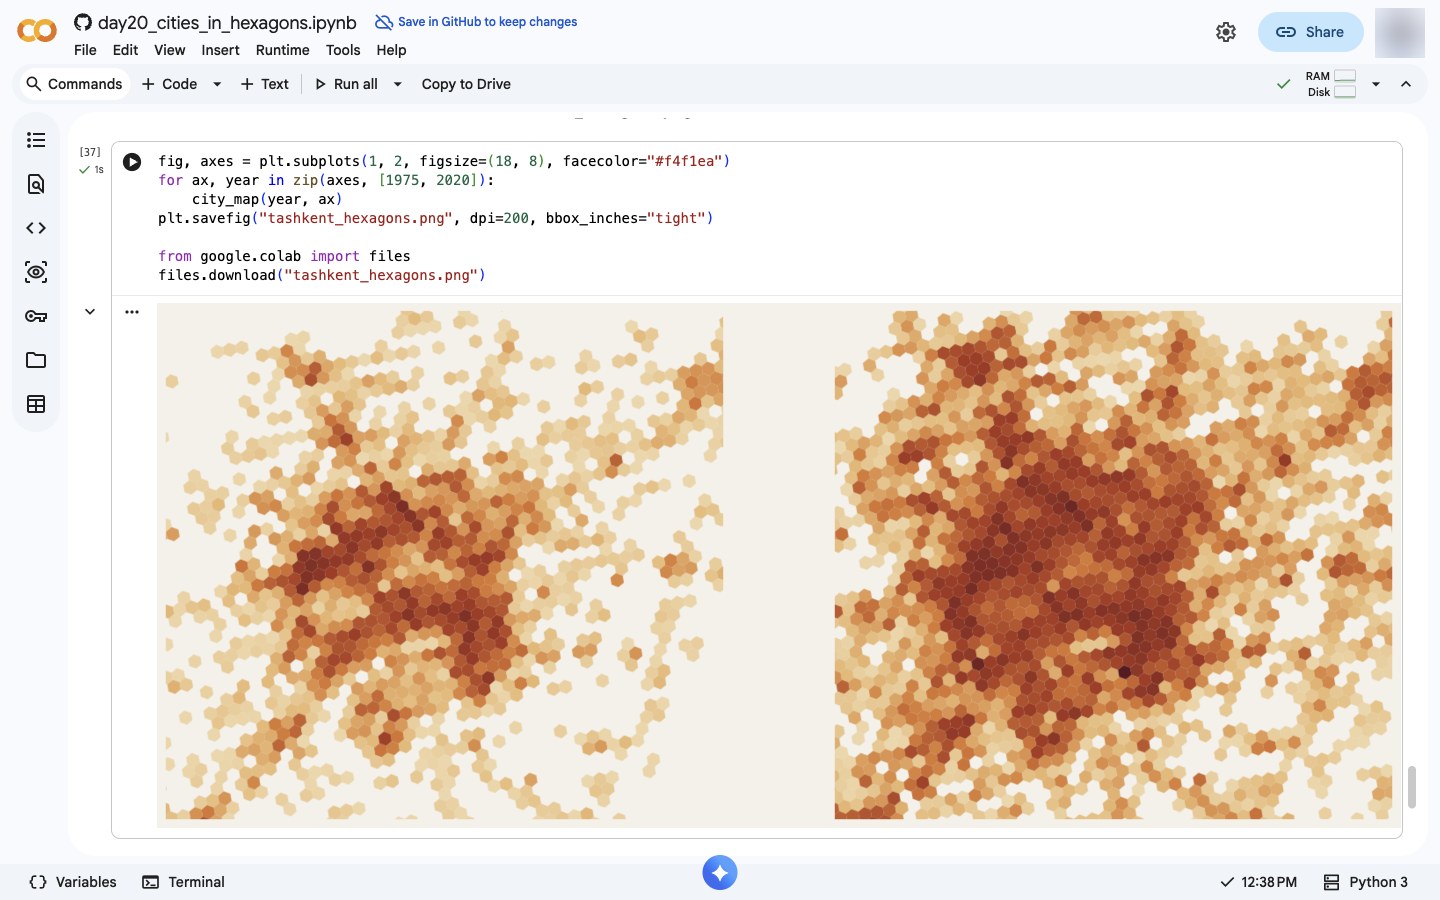 day20_cities_in_hexagons.ipynb
Save in GitHub to keep changes
Share
File Edit View Insert Runtime Tools Help
Commands + Code + Text Run all Copy to Drive
RAM
Disk
[37]
1s
fig, axes = plt.subplots(1, 2, figsize=(18, 8), facecolor="#f4f1ea")
for ax, year in zip(axes, [1975, 2020]):
    city_map(year, ax)
plt.savefig("tashkent_hexagons.png", dpi=200, bbox_inches="tight")
from google.colab import files
files.download("tashkent_hexagons.png")
Variables Terminal
12:38 PM Python 3